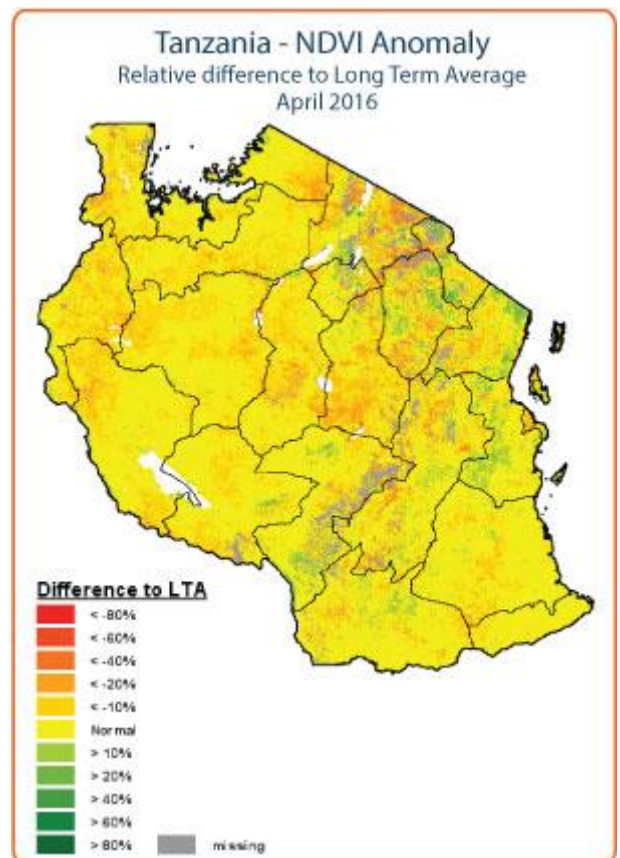 Tanzania - NDVI Anomaly
Relative difference to Long Term Average
April 2016
Difference to LTA
< -80%
< -60%
< -40%
< -20%
< -10%
Normal
> 10%
> 20%
> 40%
> 60%
> 80%
missing